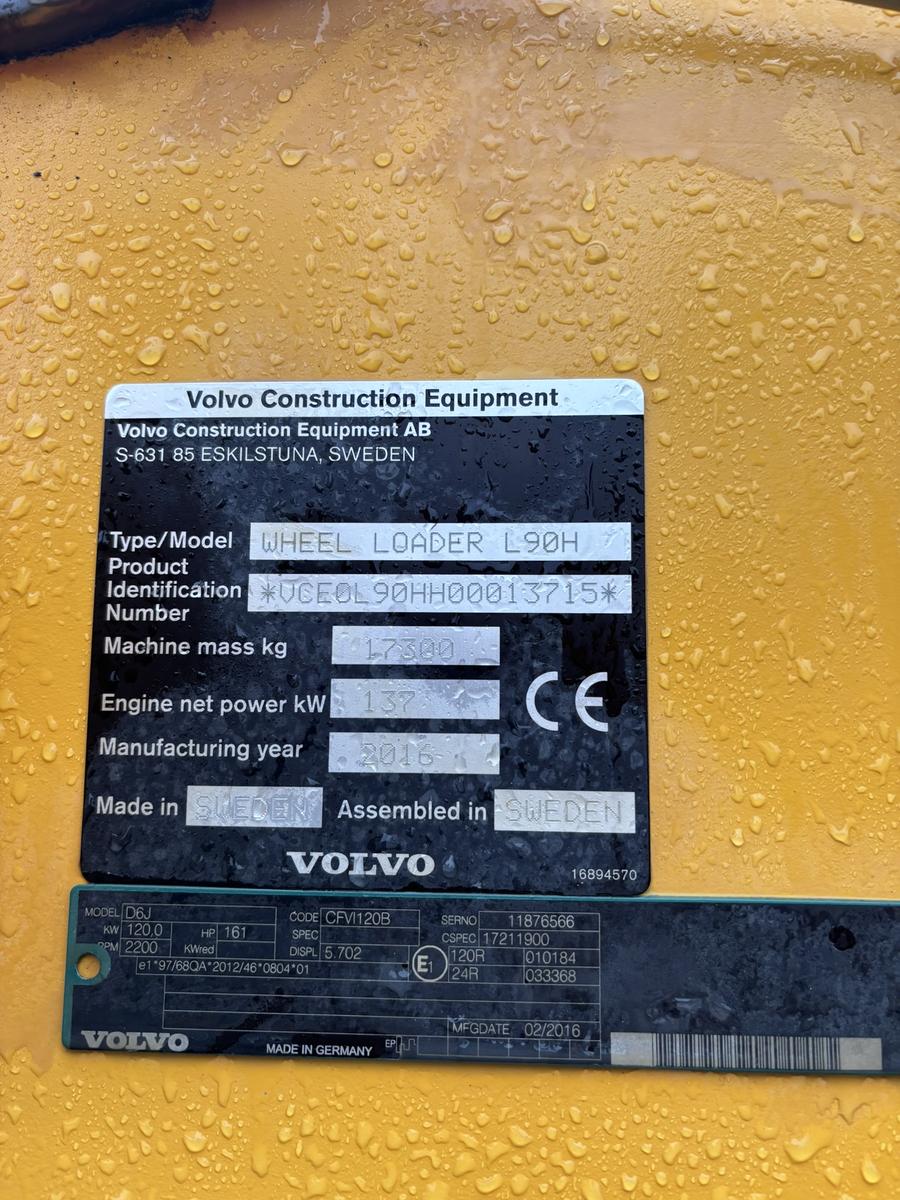 Volvo Construction Equipment
Volvo Construction Equipment AB
S-631 85 ESKILSTUNA, SWEDEN
Type/Model WHEEL LOADER L90H
Product
Identification *VCE0L90HH00013715*
Number
Machine mass kg 17300
Engine net power kW 137
CE
Manufacturing year 2016
Made in SWEDEN Assembled in SWEDEN
VOLVO
16894570
MODEL D6J CODE CFVI120B SERNO 11876566
KW 120,0 HP 161 SPEC CSPEC 17211900
RPM 2200 KWred DISPL 5.702 E1 120R 010184
e1*97/68QA*2012/46*0804*01 24R 033368
MFGDATE 02/2016
VOLVO MADE IN GERMANY EP